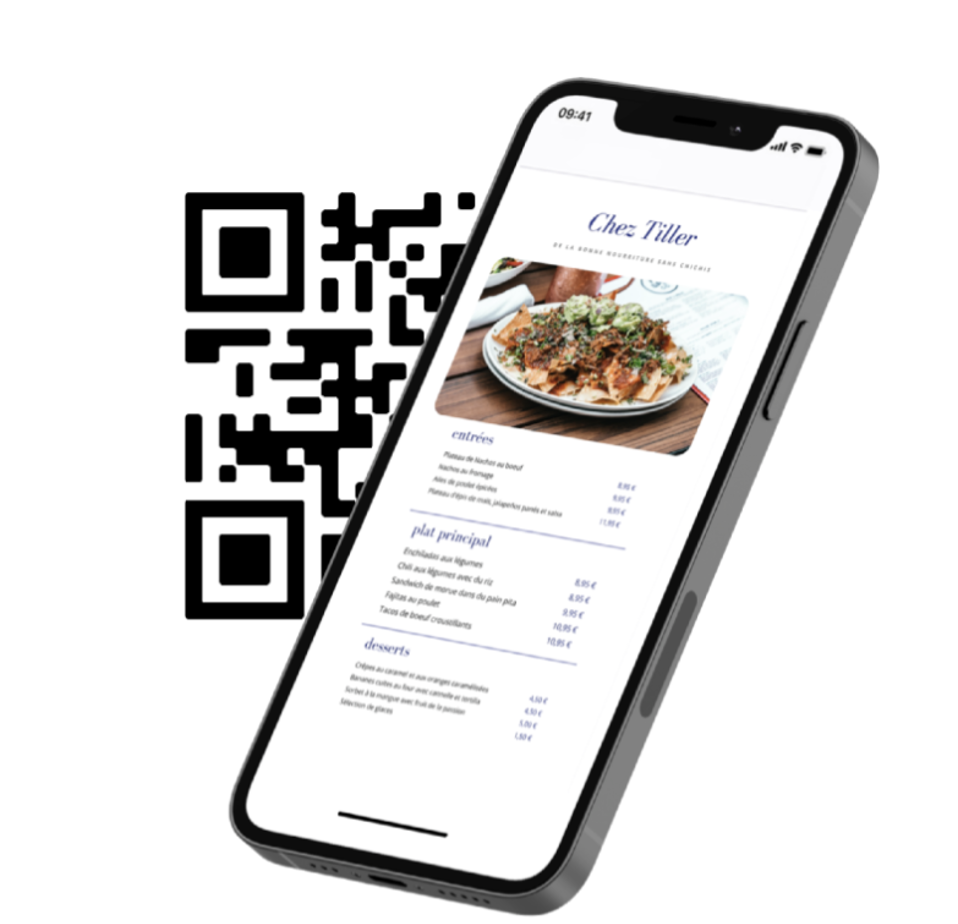 09:41
Chez Tiller
DE LA BONNE NOURRITURE SANS CHICHIS
entrées
Plateau de Nachos au boeuf 8,95 €
Nachos au fromage 9,95 €
Ailes de poulet épicées 9,95 €
Plateau d'épis de maïs, jalapeños panés et salsa 11,95 €
plat principal
Enchiladas aux légumes 8,95 €
Chili aux légumes avec du riz 8,95 €
Sandwich de morue dans du pain pita 9,95 €
Fajitas au poulet 10,95 €
Tacos de boeuf croustillants 10,95 €
desserts
Crêpes au caramel et aux oranges caramélisées 4,50 €
Bananes cuites au four avec cannelle et tortilla 4,50 €
Sorbet à la mangue avec fruit de la passion 5,00 €
Sélection de glaces 1,50 €